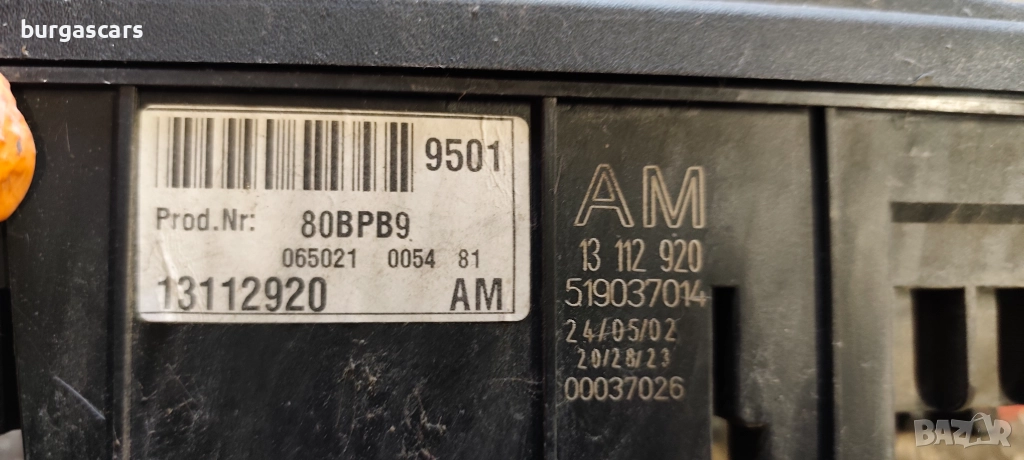 burgascars
9501
Prod.Nr: 80BPB9
065021 0054 81
13112920 AM
AM
13 112 920
519037014
24/05/02
20/28/23
00037026
BAZAR